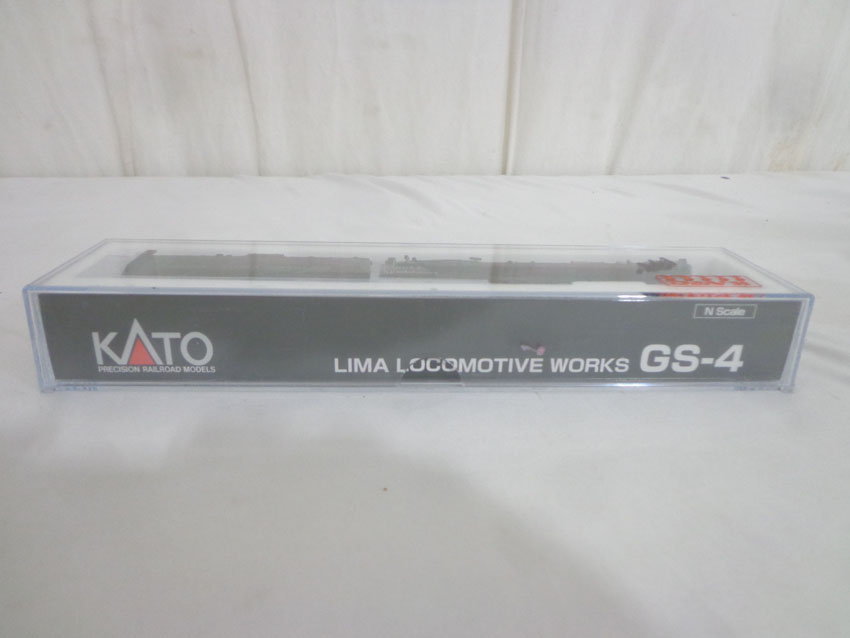 N Scale
KATO
PRECISION RAILROAD MODELS
LIMA LOCOMOTIVE WORKS GS-4